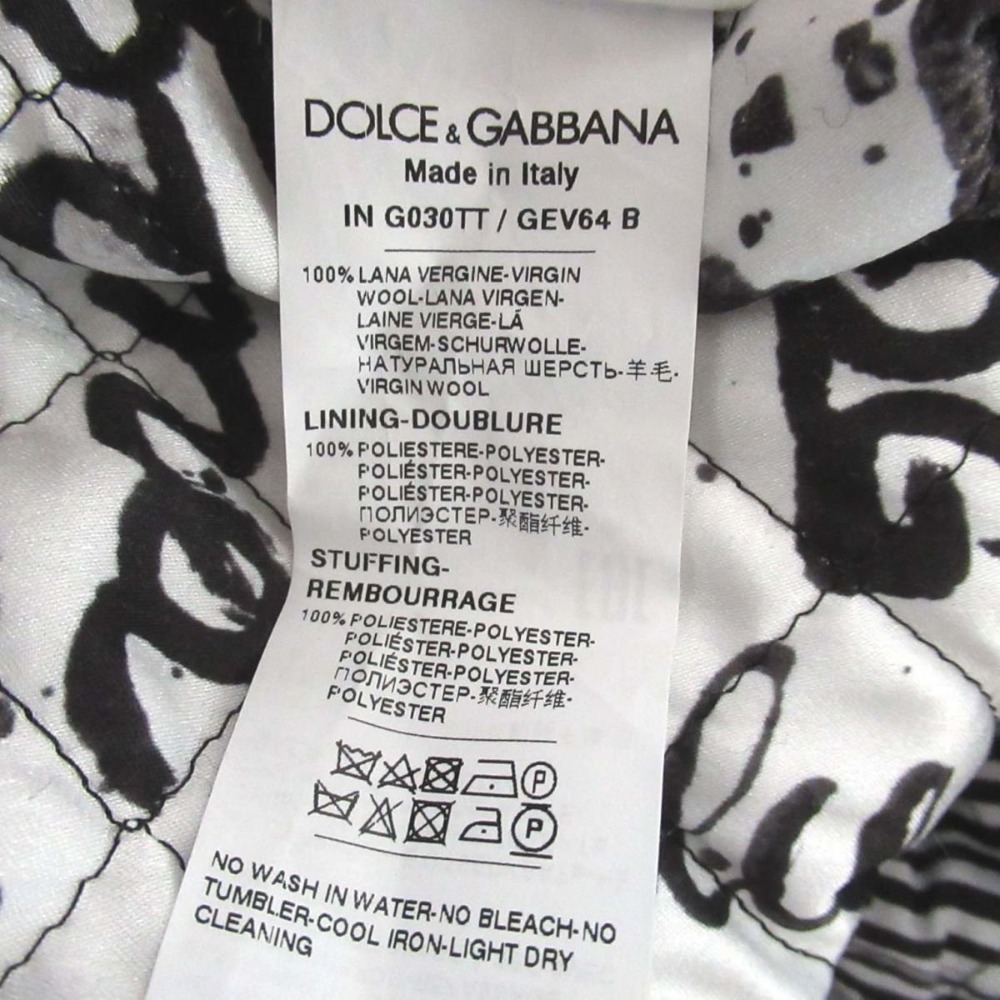 DOLCE & GABBANA
Made in Italy
IN G030TT / GEV64 B
100% LANA VERGINE-VIRGIN
WOOL-LANA VIRGEN-
LAINE VIERGE-LÃ
VIRGEM-SCHURWOLLE-
НАТУРАЛЬНАЯ ШЕРСТЬ-羊毛-
VIRGIN WOOL
LINING-DOUBLURE
100% POLIESTERE-POLYESTER-
POLIÉSTER-POLYESTER-
POLIÉSTER-POLYESTER-
ПОЛИЭСТЕР-聚酯纤维-
POLYESTER
STUFFING-
REMBOURRAGE
100% POLIESTERE-POLYESTER-
POLIÉSTER-POLYESTER-
POLIÉSTER-POLYESTER-
ПОЛИЭСТЕР-聚酯纤维-
POLYESTER
P
P
NO WASH IN WATER-NO BLEACH-NO
TUMBLER-COOL IRON-LIGHT DRY
CLEANING